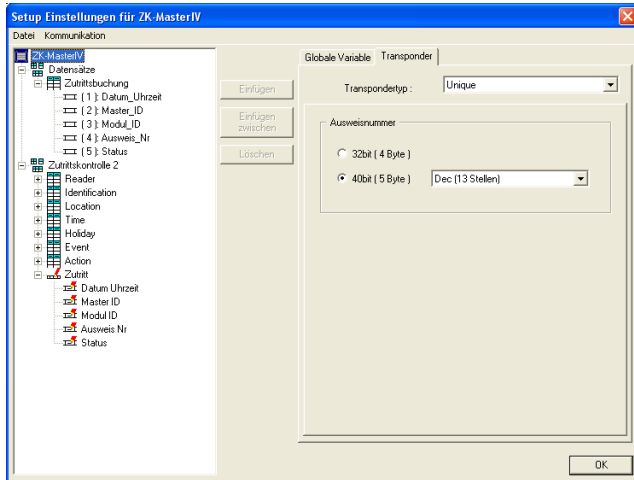 Setup Einstellungen für ZK-MasterIV
Datei Kommunikation
ZK-MasterIV
Datensätze
Zutrittsbuchung
( 1 ): Datum_Uhrzeit
( 2 ): Master_ID
( 3 ): Modul_ID
( 4 ): Ausweis_Nr
( 5 ): Status
Zutrittskontrolle 2
Reader
Identification
Location
Time
Holiday
Event
Action
Zutritt
Datum Uhrzeit
Master ID
Modul ID
Ausweis Nr
Status
Einfügen
Einfügen
zwischen
Löschen
Globale Variable Transponder
Transpondertyp : Unique
Ausweisnummer
32bit ( 4 Byte )
40bit ( 5 Byte ) Dec (13 Stellen)
OK